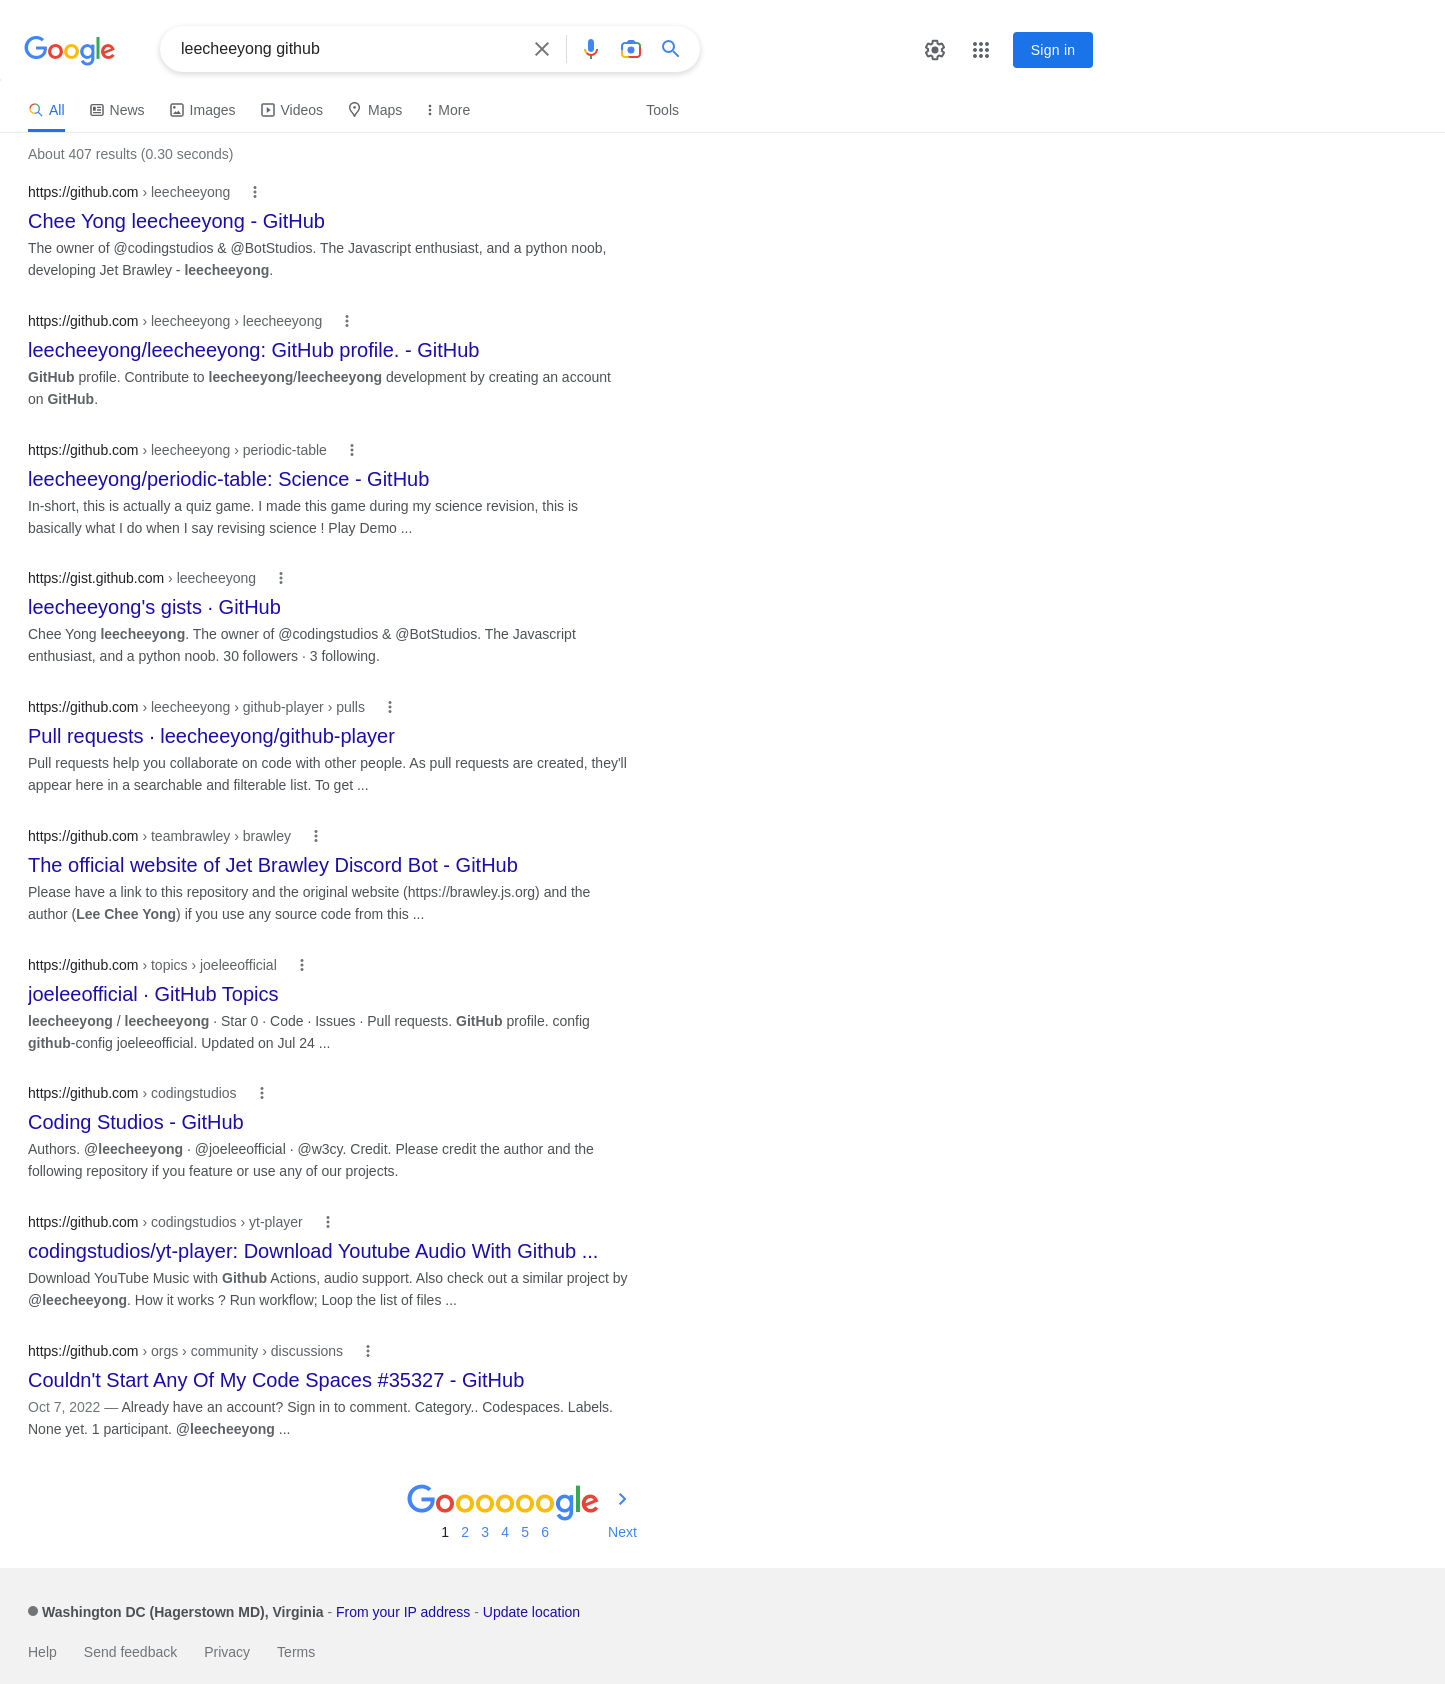 Google
leecheeyong github
Sign in
All News Images Videos Maps More Tools
About 407 results (0.30 seconds)
https://github.com › leecheeyong
Chee Yong leecheeyong - GitHub
The owner of @codingstudios & @BotStudios. The Javascript enthusiast, and a python noob,
developing Jet Brawley - leecheeyong.
https://github.com › leecheeyong › leecheeyong
leecheeyong/leecheeyong: GitHub profile. - GitHub
GitHub profile. Contribute to leecheeyong/leecheeyong development by creating an account
on GitHub.
https://github.com › leecheeyong › periodic-table
leecheeyong/periodic-table: Science - GitHub
In-short, this is actually a quiz game. I made this game during my science revision, this is
basically what I do when I say revising science ! Play Demo ...
https://gist.github.com › leecheeyong
leecheeyong's gists · GitHub
Chee Yong leecheeyong. The owner of @codingstudios & @BotStudios. The Javascript
enthusiast, and a python noob. 30 followers · 3 following.
https://github.com › leecheeyong › github-player › pulls
Pull requests · leecheeyong/github-player
Pull requests help you collaborate on code with other people. As pull requests are created, they'll
appear here in a searchable and filterable list. To get ...
https://github.com › teambrawley › brawley
The official website of Jet Brawley Discord Bot - GitHub
Please have a link to this repository and the original website (https://brawley.js.org) and the
author (Lee Chee Yong) if you use any source code from this ...
https://github.com › topics › joeleeofficial
joeleeofficial · GitHub Topics
leecheeyong / leecheeyong · Star 0 · Code · Issues · Pull requests. GitHub profile. config
github-config joeleeofficial. Updated on Jul 24 ...
https://github.com › codingstudios
Coding Studios - GitHub
Authors. @leecheeyong · @joeleeofficial · @w3cy. Credit. Please credit the author and the
following repository if you feature or use any of our projects.
https://github.com › codingstudios › yt-player
codingstudios/yt-player: Download Youtube Audio With Github ...
Download YouTube Music with Github Actions, audio support. Also check out a similar project by
@leecheeyong. How it works ? Run workflow; Loop the list of files ...
https://github.com › orgs › community › discussions
Couldn't Start Any Of My Code Spaces #35327 - GitHub
Oct 7, 2022 — Already have an account? Sign in to comment. Category.. Codespaces. Labels.
None yet. 1 participant. @leecheeyong ...
Goooooogle
1 2 3 4 5 6 Next
Washington DC (Hagerstown MD), Virginia - From your IP address - Update location
Help Send feedback Privacy Terms